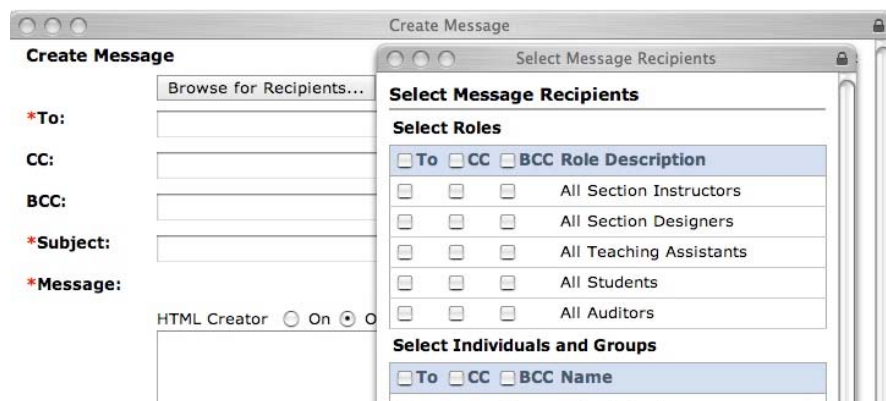 Create Message
Create Message
Browse for Recipients...
*To:
CC:
BCC:
*Subject:
*Message:
HTML Creator On O
Select Message Recipients
Select Message Recipients
Select Roles
To CC BCC Role Description
All Section Instructors
All Section Designers
All Teaching Assistants
All Students
All Auditors
Select Individuals and Groups
To CC BCC Name